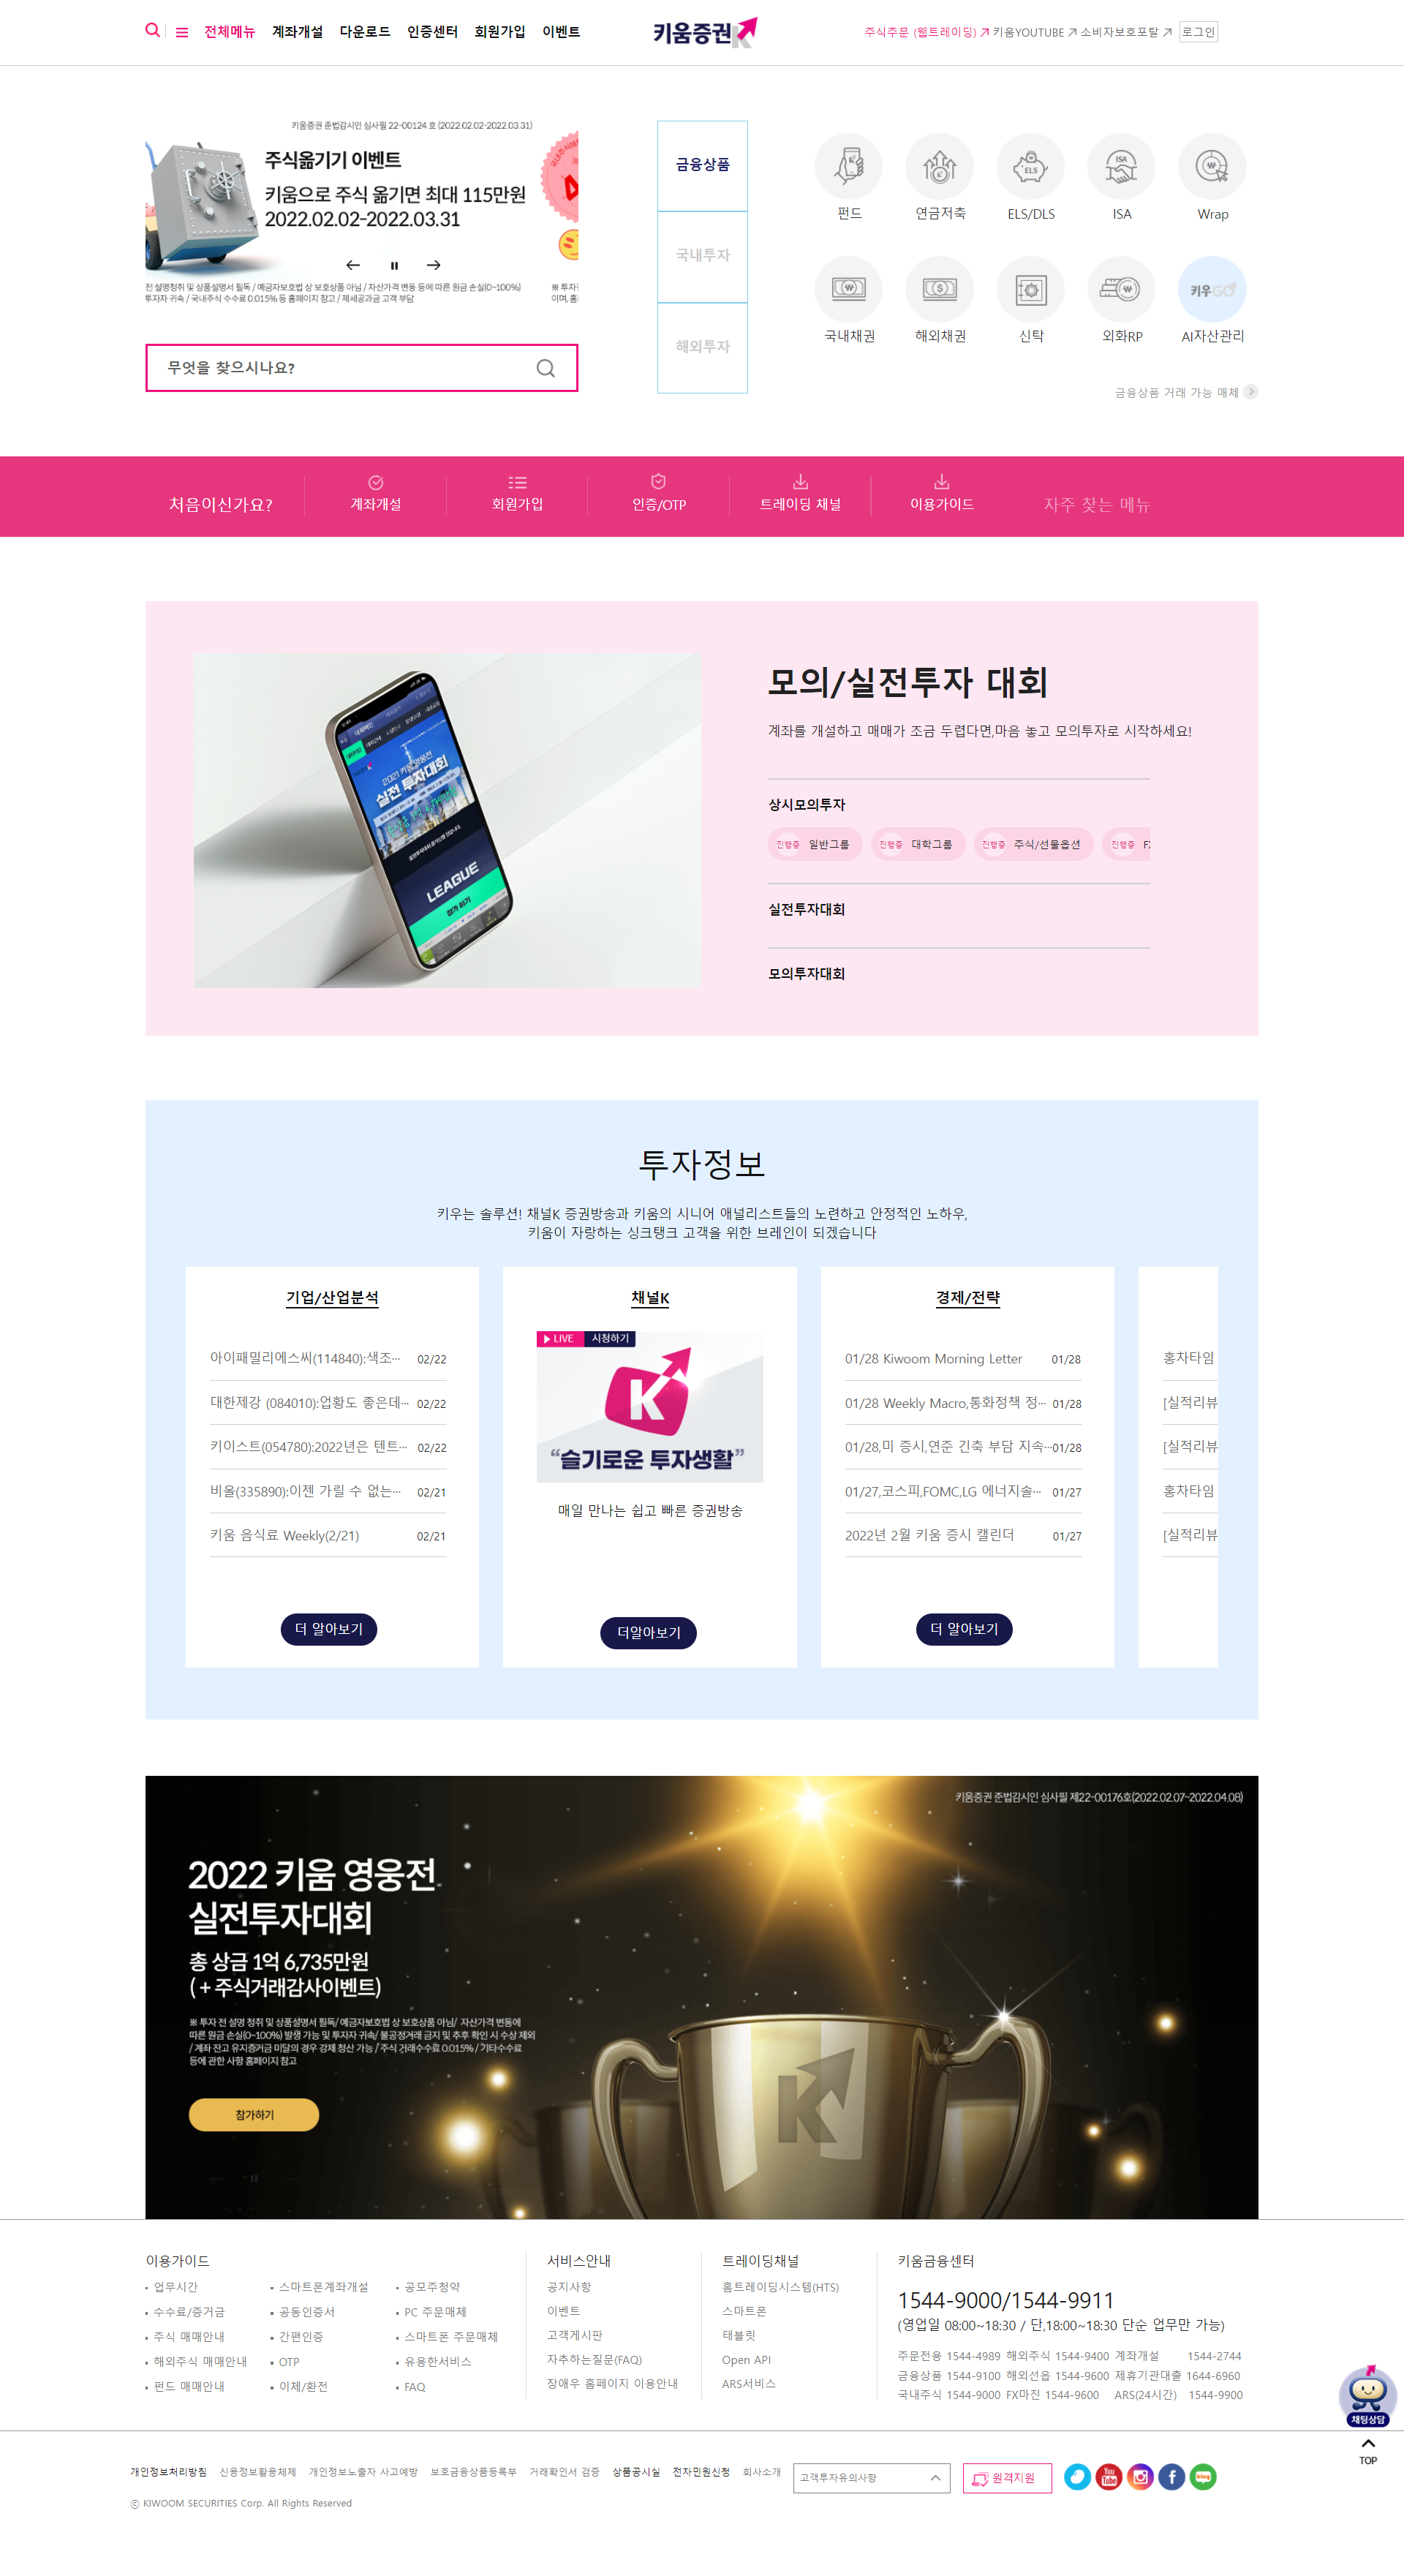 전체메뉴 계좌개설 다운로드 인증센터 회원가입 이벤트
키움증권
주식주문 (웹트레이딩) 키움YOUTUBE 소비자보호포탈 로그인
키움증권 준법감시인 심사필 22-00124 호 (2022.02.02-2022.03.31)
주식옮기기 이벤트
키움으로 주식 옮기면 최대 115만원
2022.02.02-2022.03.31
전 설명청취 및 상품설명서 필독 / 예금자보호법 상 보호상품 아님 / 자산가격 변동 등에 따른 원금 손실(0~100%)
투자자 귀속 / 국내주식 수수료 0.015% 등 홈페이지 참고 / 제세공과금 고객 부담
※ 투자
이며, 홈
무엇을 찾으시나요?
금융상품
국내투자
해외투자
펀드 연금저축 ELS/DLS ISA Wrap
국내채권 해외채권 신탁 외화RP AI자산관리
ELS
ISA
키우GO
금융상품 거래 가능 매체
처음이신가요? 계좌개설 회원가입 인증/OTP 트레이딩 채널 이용가이드 자주 찾는 메뉴
2021 키움 영웅전
실전 투자대회
LEAGUE
모의/실전투자 대회
계좌를 개설하고 매매가 조금 두렵다면,마음 놓고 모의투자로 시작하세요!
상시모의투자
진행중 일반그룹 진행중 대학그룹 진행중 주식/선물옵션 진행중
실전투자대회
모의투자대회
투자정보
키우는 솔루션! 채널K 증권방송과 키움의 시니어 애널리스트들의 노련하고 안정적인 노하우,
키움이 자랑하는 싱크탱크 고객을 위한 브레인이 되겠습니다
기업/산업분석
아이패밀리에스씨(114840):색조... 02/22
대한제강 (084010):업황도 좋은데... 02/22
키이스트(054780):2022년은 텐트... 02/22
비올(335890):이젠 가릴 수 없는... 02/21
키움 음식료 Weekly(2/21) 02/21
더 알아보기
채널K
LIVE 시청하기
K
“슬기로운 투자생활”
매일 만나는 쉽고 빠른 증권방송
더알아보기
경제/전략
01/28 Kiwoom Morning Letter 01/28
01/28 Weekly Macro,통화정책 정... 01/28
01/28,미 증시,연준 긴축 부담 지속...01/28
01/27,코스피,FOMC,LG 에너지솔... 01/27
2022년 2월 키움 증시 캘린더 01/27
더 알아보기
홍차타임
[실적리뷰
[실적리뷰
홍차타임
[실적리뷰
키움증권 준법감시인 심사필 제22-00176호(2022.02.07~2022.04.08)
2022 키움 영웅전
실전투자대회
총 상금 1억 6,735만원
( + 주식거래감사이벤트)
※ 투자 전 설명 청취 및 상품설명서 필독/ 예금자보호법 상 보호상품 아님/ 자산가격 변동에
따른 원금 손실(0~100%) 발생 가능 및 투자자 귀속/ 불공정거래 금지 및 추후 확인 시 수상 제외
/ 계좌 잔고 유지증거금 미달의 경우 강제 청산 가능 / 주식 거래수수료 0.015% / 기타수수료
등에 관한 사항 홈페이지 참고
참가하기
이용가이드
업무시간 스마트폰계좌개설 공모주청약
수수료/증거금 공동인증서 PC 주문매체
주식 매매안내 간편인증 스마트폰 주문매체
해외주식 매매안내 OTP 유용한서비스
펀드 매매안내 이체/환전 FAQ
서비스안내
공지사항
이벤트
고객게시판
자추하는질문(FAQ)
장애우 홈페이지 이용안내
트레이딩채널
홈트레이딩시스템(HTS)
스마트폰
태블릿
Open API
ARS서비스
키움금융센터
1544-9000/1544-9911
(영업일 08:00~18:30 / 단,18:00~18:30 단순 업무만 가능)
주문전용 1544-4989 해외주식 1544-9400 계좌개설 1544-2744
금융상품 1544-9100 해외선옵 1544-9600 제휴기관대출 1644-6960
국내주식 1544-9000 FX마진 1544-9600 ARS(24시간) 1544-9900
채팅상담
TOP
개인정보처리방침 신용정보활용체제 개인정보노출자 사고예방 보호금융상품등록부 거래확인서 검증 상품공시실 전자민원신청 회사소개
고객투자유의사항
원격지원
You Tube
blog
ⓒ KIWOOM SECURITIES Corp. All Rights Reserved